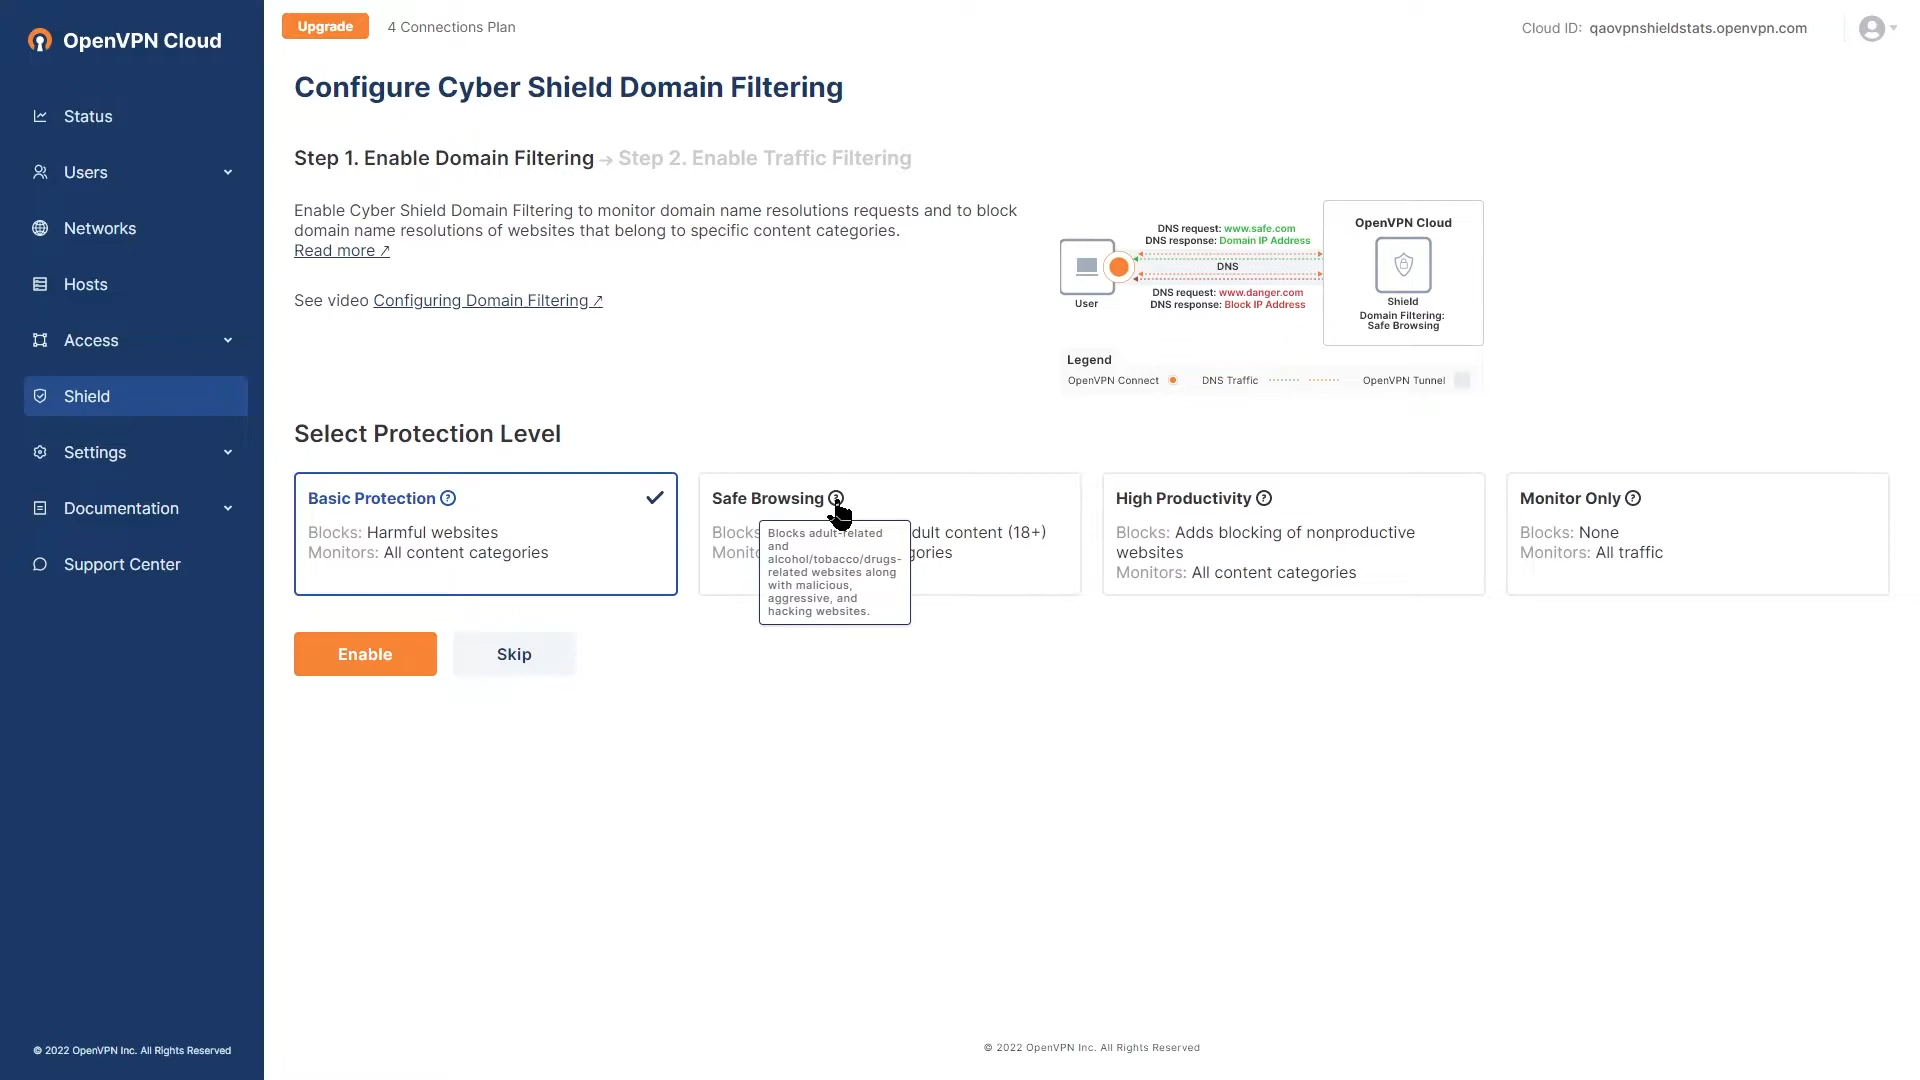 OpenVPN Cloud
Status
Users
Networks
Hosts
Access
Shield
Settings
Documentation
Support Center
© 2022 OpenVPN Inc. All Rights Reserved
Upgrade
4 Connections Plan
Cloud ID: qaovpnshieldstats.openvpn.com
Configure Cyber Shield Domain Filtering
Step 1. Enable Domain Filtering → Step 2. Enable Traffic Filtering
Enable Cyber Shield Domain Filtering to monitor domain name resolutions requests and to block
domain name resolutions of websites that belong to specific content categories.
Read more ↗
See video Configuring Domain Filtering ↗
DNS request: www.safe.com
DNS response: Domain IP Address
DNS
DNS request: www.danger.com
DNS response: Block IP Address
User
OpenVPN Cloud
Shield
Domain Filtering:
Safe Browsing
Legend
OpenVPN Connect
DNS Traffic
OpenVPN Tunnel
Select Protection Level
Basic Protection ?
Blocks: Harmful websites
Monitors: All content categories
Safe Browsing
dult content (18+)
gories
Blocks adult-related
and
alcohol/tobacco/drugs-
related websites along
with malicious,
aggressive, and
hacking websites.
High Productivity ?
Blocks: Adds blocking of nonproductive
websites
Monitors: All content categories
Monitor Only ?
Blocks: None
Monitors: All traffic
Enable
Skip
© 2022 OpenVPN Inc. All Rights Reserved